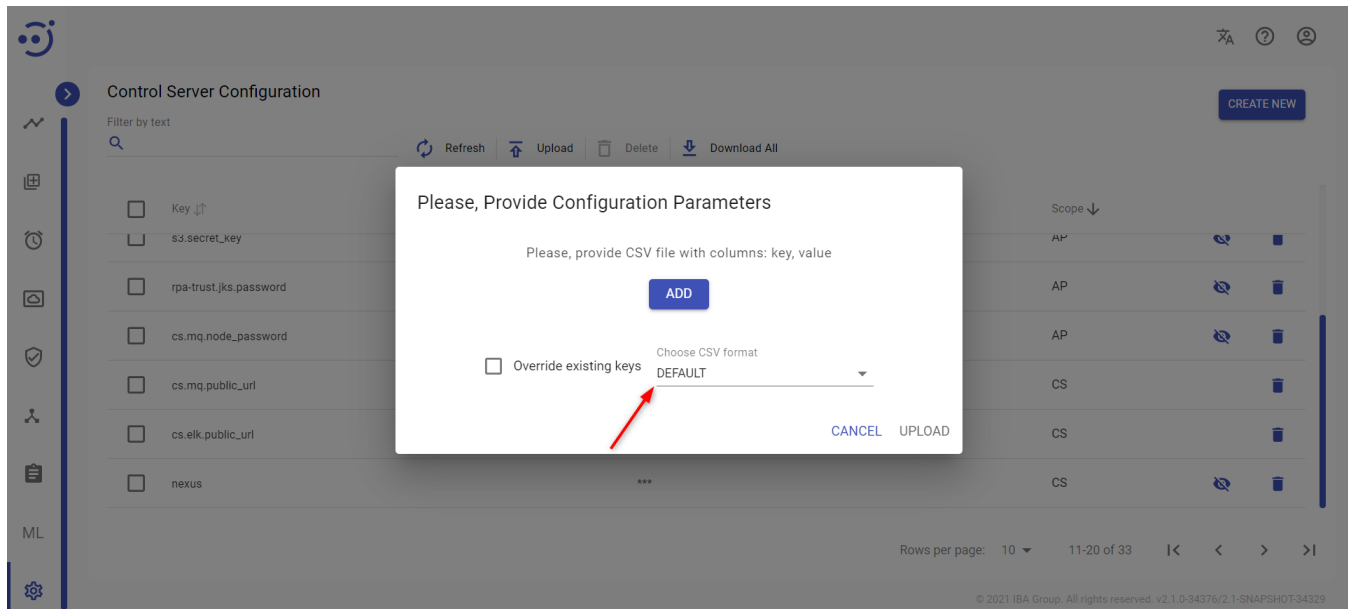 Control Server Configuration
CREATE NEW
Filter by text
Refresh Upload Delete Download All
Key Scope
s3.secret_key AP
rpa-trust.jks.password AP
cs.mq.node_password AP
cs.mq.public_url CS
cs.elk.public_url CS
nexus *** CS
Please, Provide Configuration Parameters
Please, provide CSV file with columns: key, value
ADD
Choose CSV format
Override existing keys DEFAULT
CANCEL UPLOAD
ML
Rows per page: 10 11-20 of 33
© 2021 IBA Group. All rights reserved. v2.1.0-34376/2.1-SNAPSHOT-34329